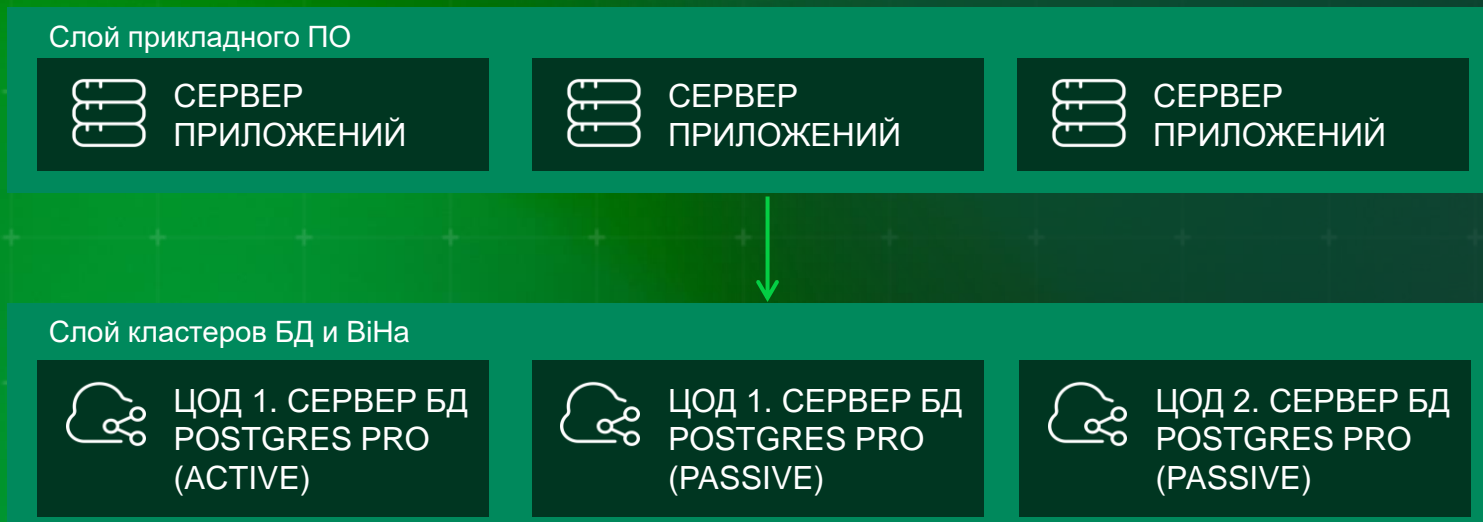 Слой прикладного ПО
СЕРВЕР
ПРИЛОЖЕНИЙ
СЕРВЕР
ПРИЛОЖЕНИЙ
СЕРВЕР
ПРИЛОЖЕНИЙ
Слой кластеров БД и BiHa
ЦОД 1. СЕРВЕР БД
POSTGRES PRO
(ACTIVE)
ЦОД 1. СЕРВЕР БД
POSTGRES PRO
(PASSIVE)
ЦОД 2. СЕРВЕР БД
POSTGRES PRO
(PASSIVE)